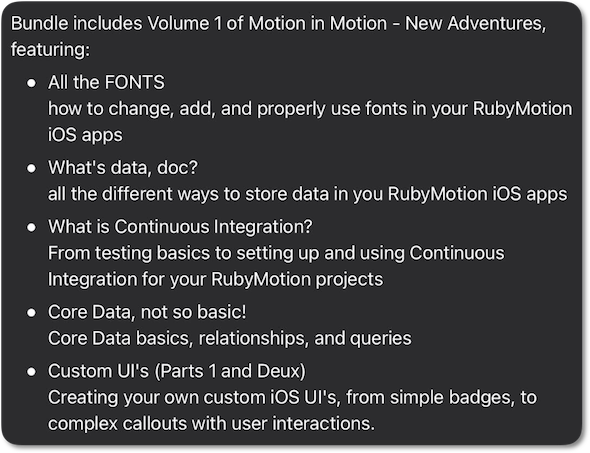 Bundle includes Volume 1 of Motion in Motion - New Adventures,
featuring:
• All the FONTS
how to change, add, and properly use fonts in your RubyMotion
iOS apps
• What's data, doc?
all the different ways to store data in you RubyMotion iOS apps
• What is Continuous Integration?
From testing basics to setting up and using Continuous
Integration for your RubyMotion projects
• Core Data, not so basic!
Core Data basics, relationships, and queries
• Custom UI's (Parts 1 and Deux)
Creating your own custom iOS UI's, from simple badges, to
complex callouts with user interactions.